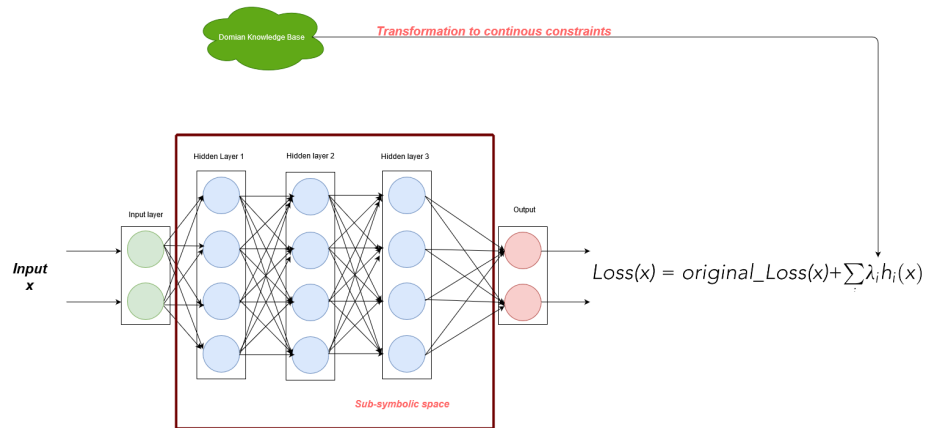 Domian Knowledge Base
Transformation to continous constraints
Hidden Layer 1
Hidden layer 2
Hidden layer 3
Input layer
Output
Input
x
Loss(x) = original_Loss(x)+∑λᵢhᵢ(x)
Sub-symbolic space